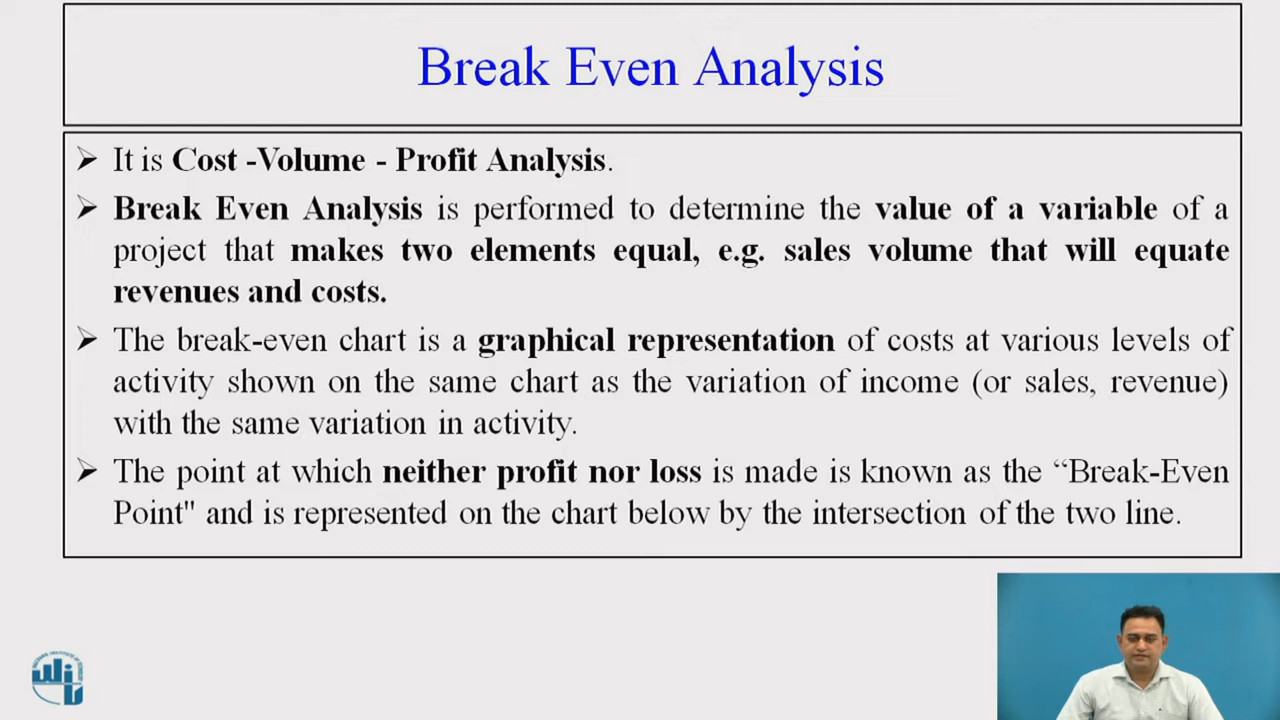 Break Even Analysis
➢ It is Cost -Volume - Profit Analysis.
➢ Break Even Analysis is performed to determine the value of a variable of a
project that makes two elements equal, e.g. sales volume that will equate
revenues and costs.
➢ The break-even chart is a graphical representation of costs at various levels of
activity shown on the same chart as the variation of income (or sales, revenue)
with the same variation in activity.
➢ The point at which neither profit nor loss is made is known as the “Break-Even
Point" and is represented on the chart below by the intersection of the two line.